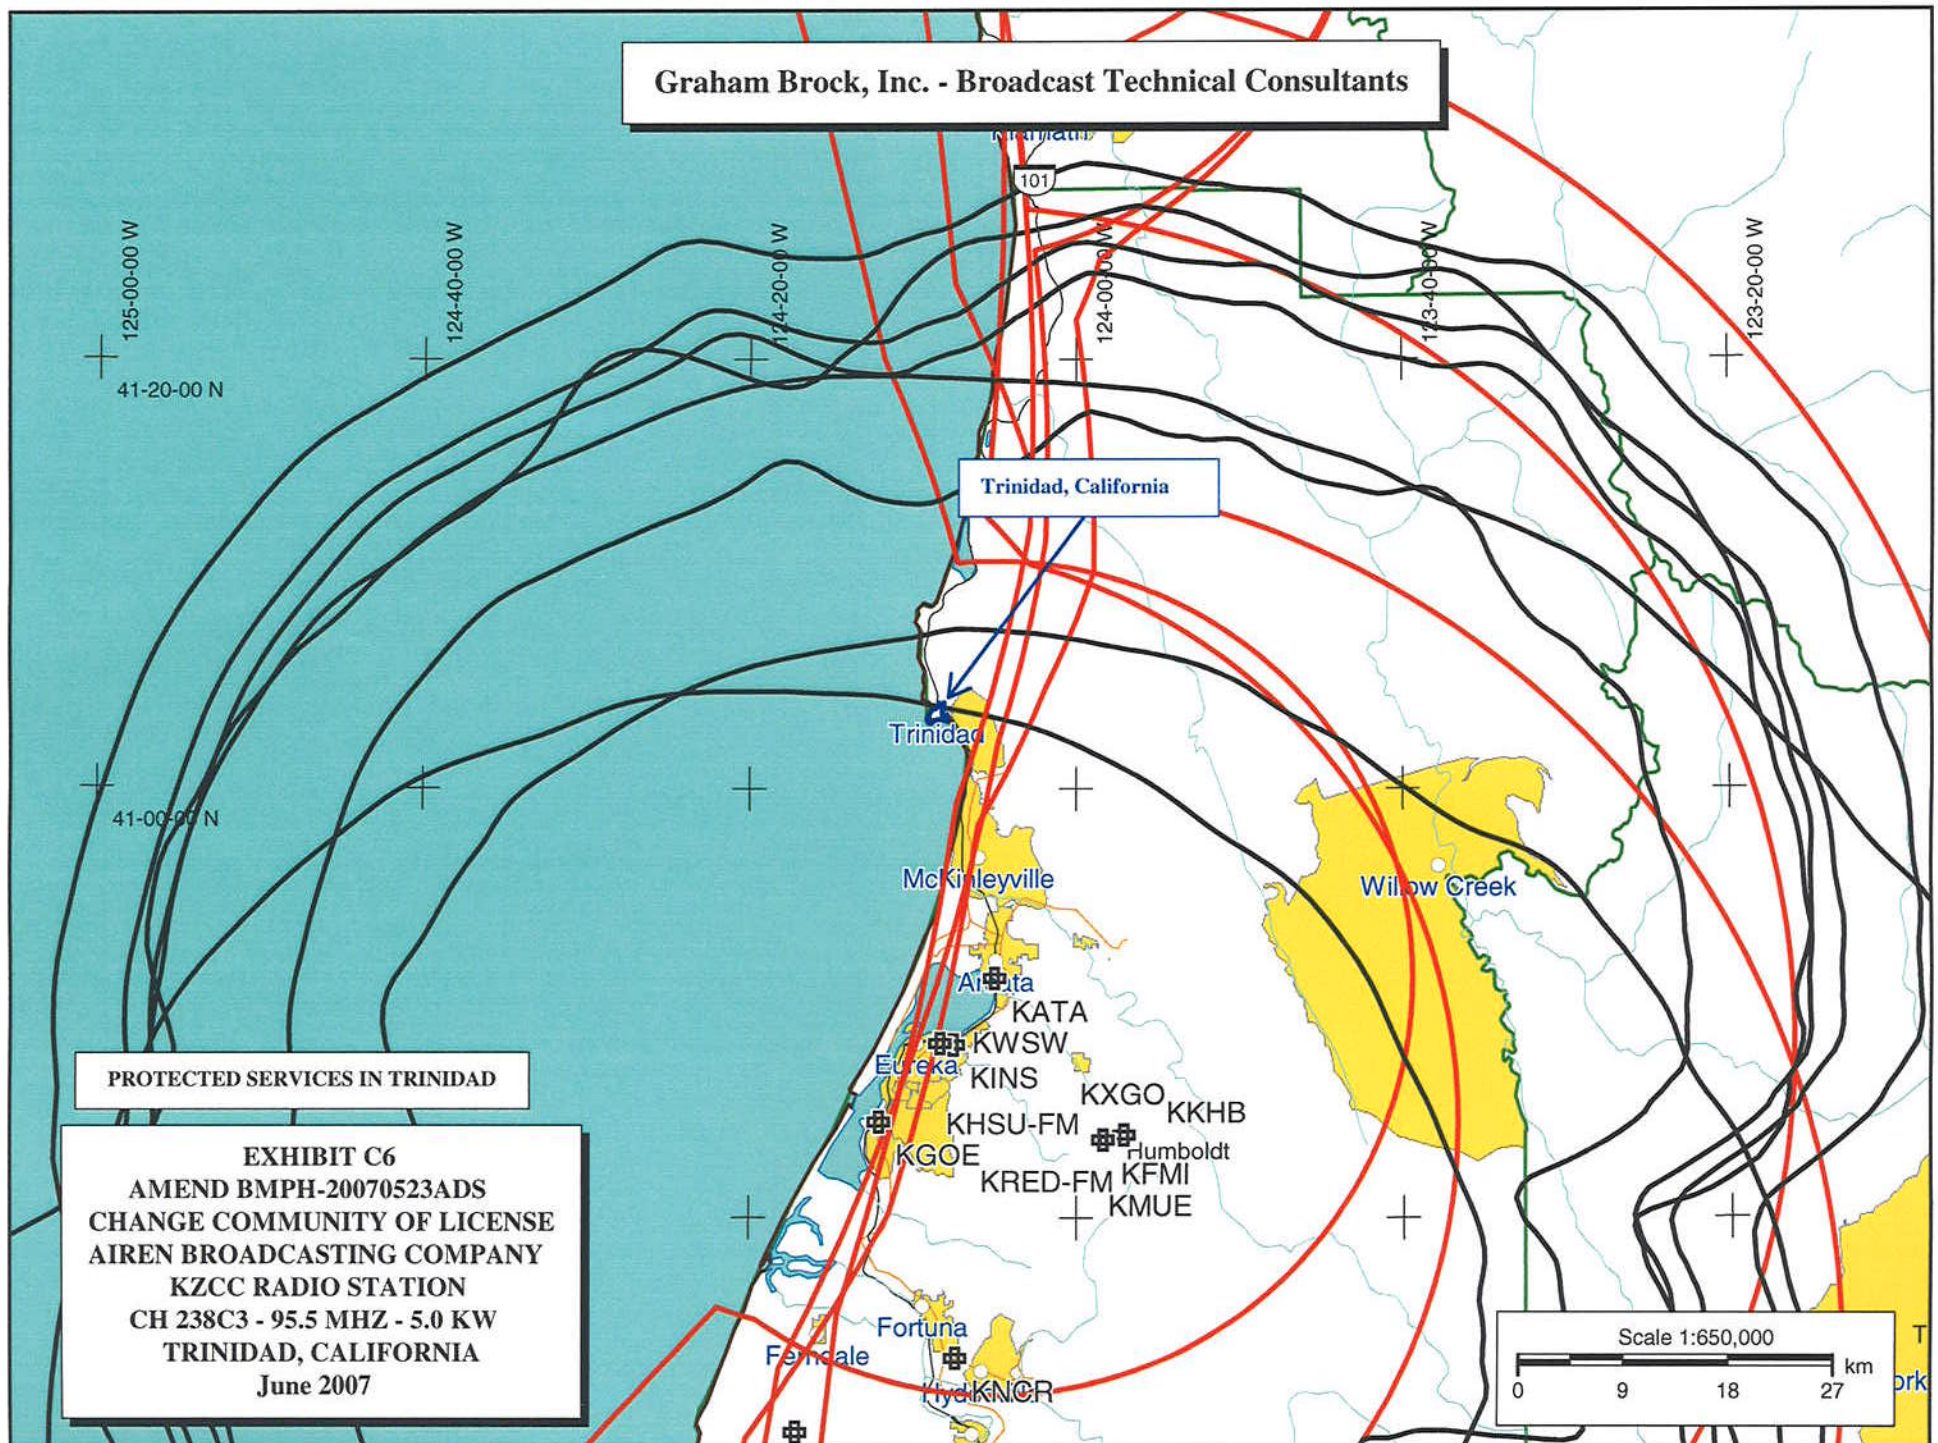 Graham Brock, Inc. - Broadcast Technical Consultants
Klamath
101
125-00-00 W
124-40-00 W
124-20-00 W
124-00-00 W
123-40-00 W
123-20-00 W
41-20-00 N
Trinidad, California
Trinidad
41-00-00 N
McKinleyville
Willow Creek
Arcata
KATA
KWSW
Eureka
KINS
KXGO
KKHB
KHSU-FM
Humboldt
KGOE
KRED-FM
KFMI
KMUE
PROTECTED SERVICES IN TRINIDAD
EXHIBIT C6
AMEND BMPH-20070523ADS
CHANGE COMMUNITY OF LICENSE
AIREN BROADCASTING COMPANY
KZCC RADIO STATION
CH 238C3 - 95.5 MHZ - 5.0 KW
TRINIDAD, CALIFORNIA
June 2007
Fortuna
Ferndale
KNCR
Scale 1:650,000
km
0 9 18 27